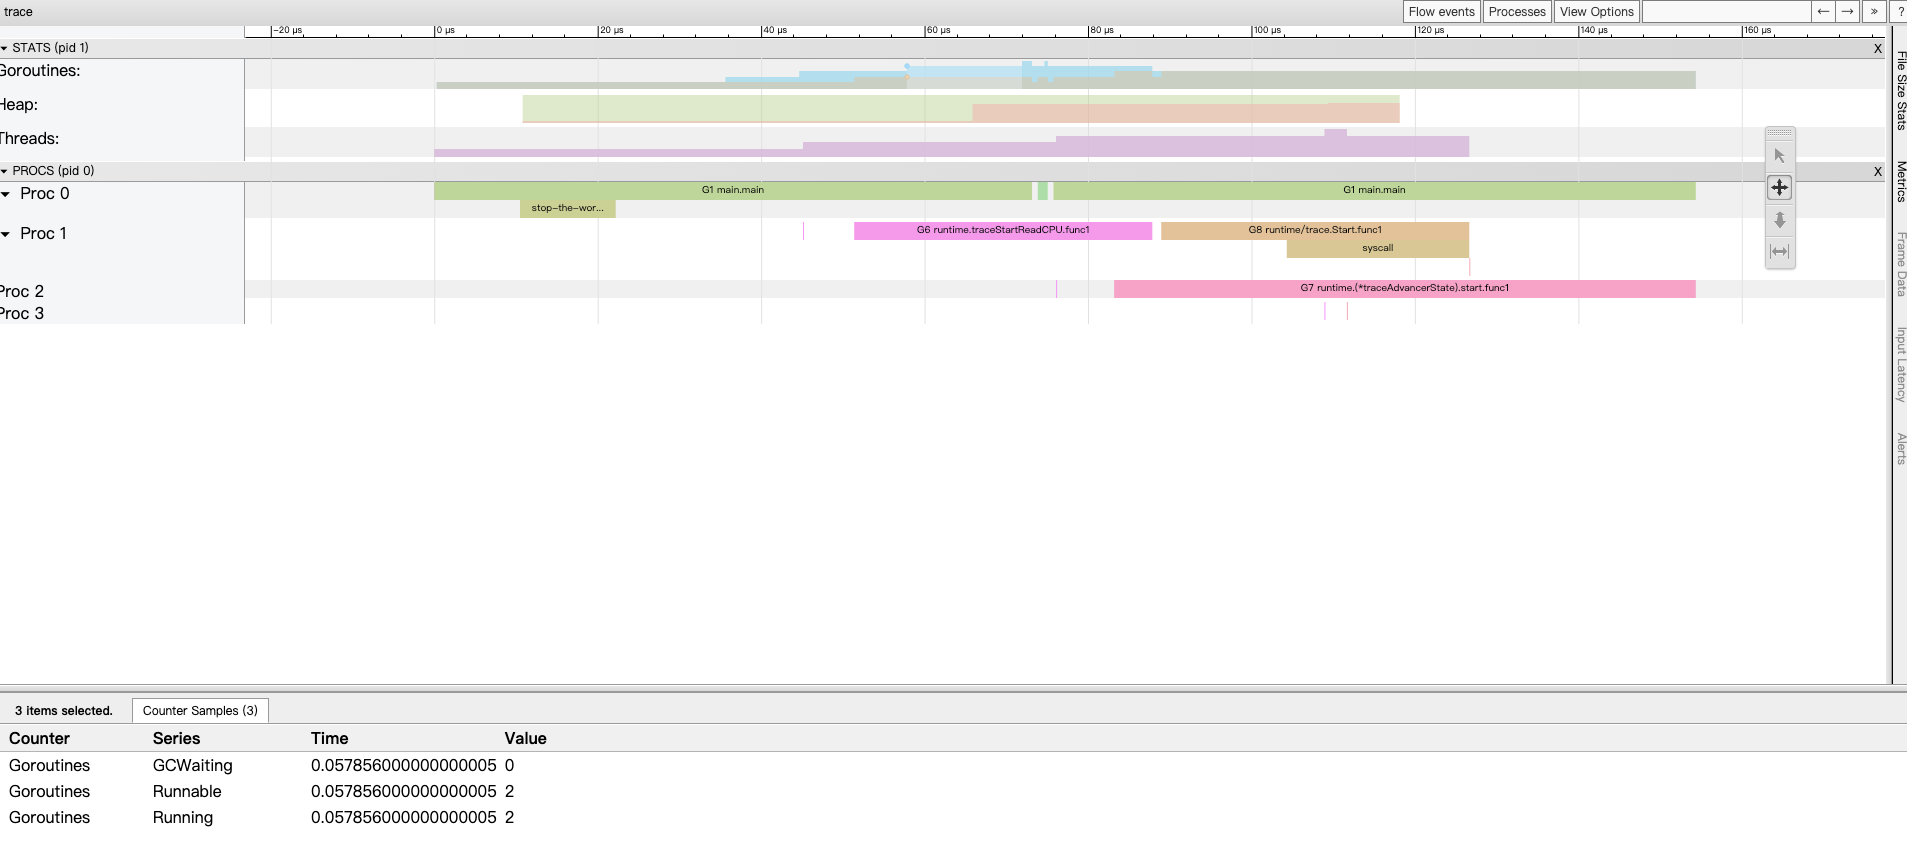 trace
Flow events Processes View Options ← → » ?
−20 µs 0 µs 20 µs 40 µs 60 µs 80 µs 100 µs 120 µs 140 µs 160 µs
STATS (pid 1) X
Goroutines:
Heap:
Threads:
PROCS (pid 0) X
Proc 0
G1 main.main G1 main.main
stop-the-wor...
Proc 1
G6 runtime.traceStartReadCPU.func1 G8 runtime/trace.Start.func1
syscall
Proc 2
G7 runtime.(*traceAdvancerState).start.func1
Proc 3
File Size Stats
Metrics
Frame Data
Input Latency
Alerts
3 items selected. Counter Samples (3)
Counter Series Time Value
Goroutines GCWaiting 0.057856000000000005 0
Goroutines Runnable 0.057856000000000005 2
Goroutines Running 0.057856000000000005 2